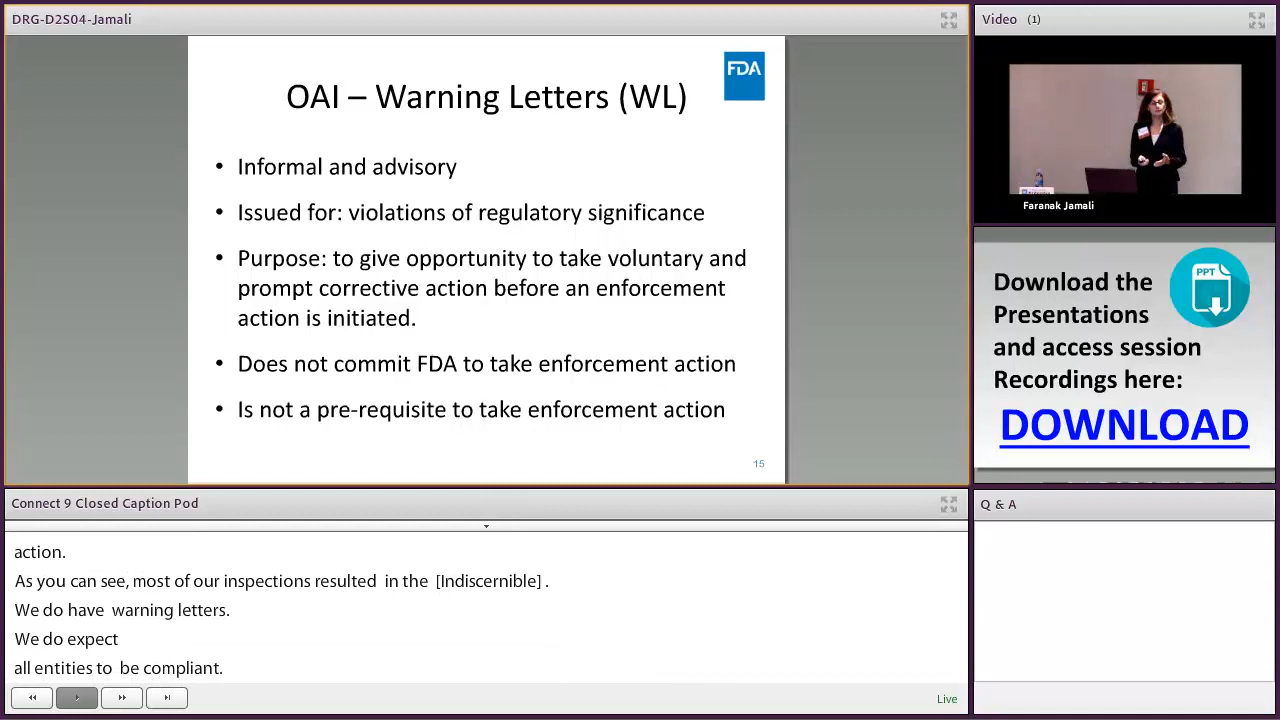 DRG-D2S04-Jamali
FDA
OAI – Warning Letters (WL)
• Informal and advisory
• Issued for: violations of regulatory significance
• Purpose: to give opportunity to take voluntary and
prompt corrective action before an enforcement
action is initiated.
• Does not commit FDA to take enforcement action
• Is not a pre-requisite to take enforcement action
15
Video (1)
Faranak Jamali
PPT
Download the
Presentations
and access session
Recordings here:
DOWNLOAD
Connect 9 Closed Caption Pod
action.
As you can see, most of our inspections resulted in the [Indiscernible] .
We do have warning letters.
We do expect
all entities to be compliant.
Live
Q & A